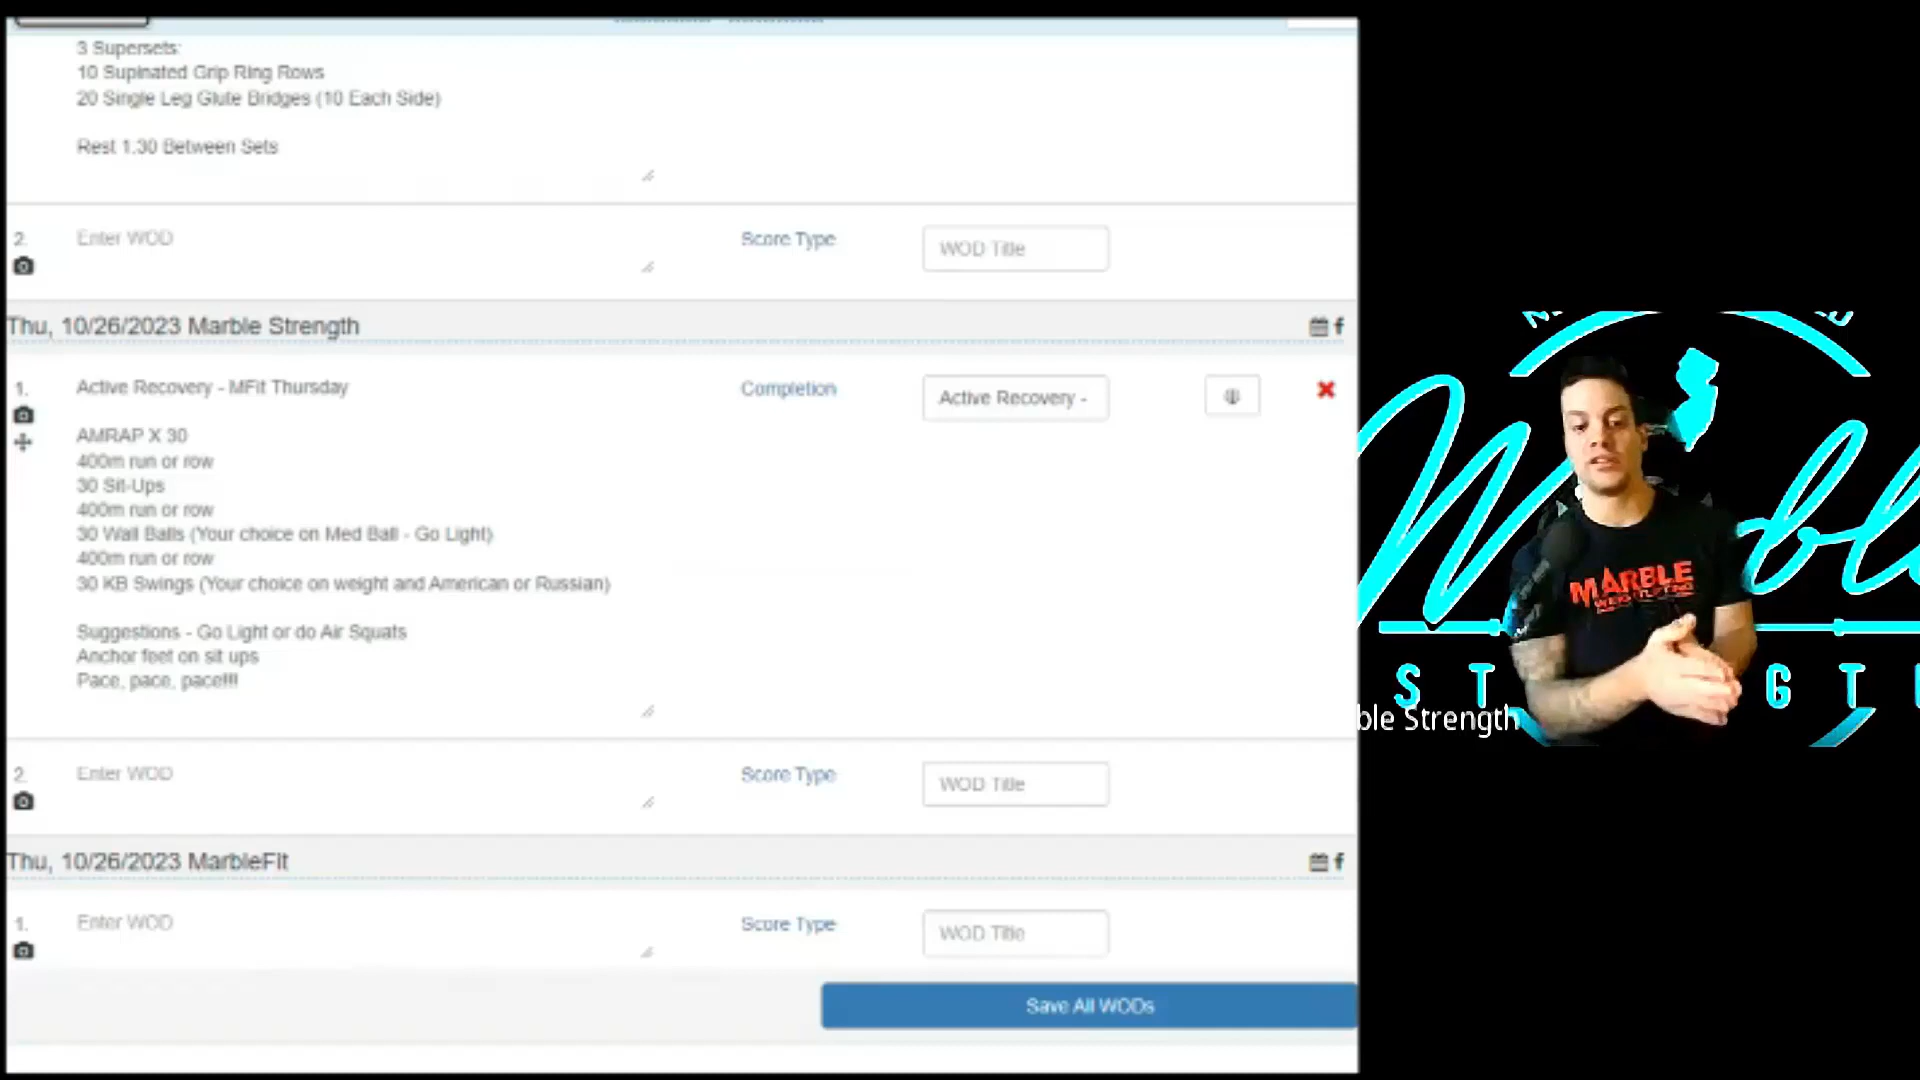 3 Supersets:
10 Supinated Grip Ring Rows
20 Single Leg Glute Bridges (10 Each Side)
Rest 1.30 Between Sets
2. Enter WOD Score Type WOD Title
Thu, 10/26/2023 Marble Strength
1. Active Recovery - MFit Thursday Completion Active Recovery -
AMRAP X 30
400m run or row
30 Sit-Ups
400m run or row
30 Wall Balls (Your choice on Med Ball - Go Light)
400m run or row
30 KB Swings (Your choice on weight and American or Russian)
Suggestions - Go Light or do Air Squats
Anchor feet on sit ups
Pace, pace, pace!!!!
2. Enter WOD Score Type WOD Title
Thu, 10/26/2023 MarbleFit
1. Enter WOD Score Type WOD Title
Save All WODs
MARBLE
WEIGHTLIFTING
ble Strength